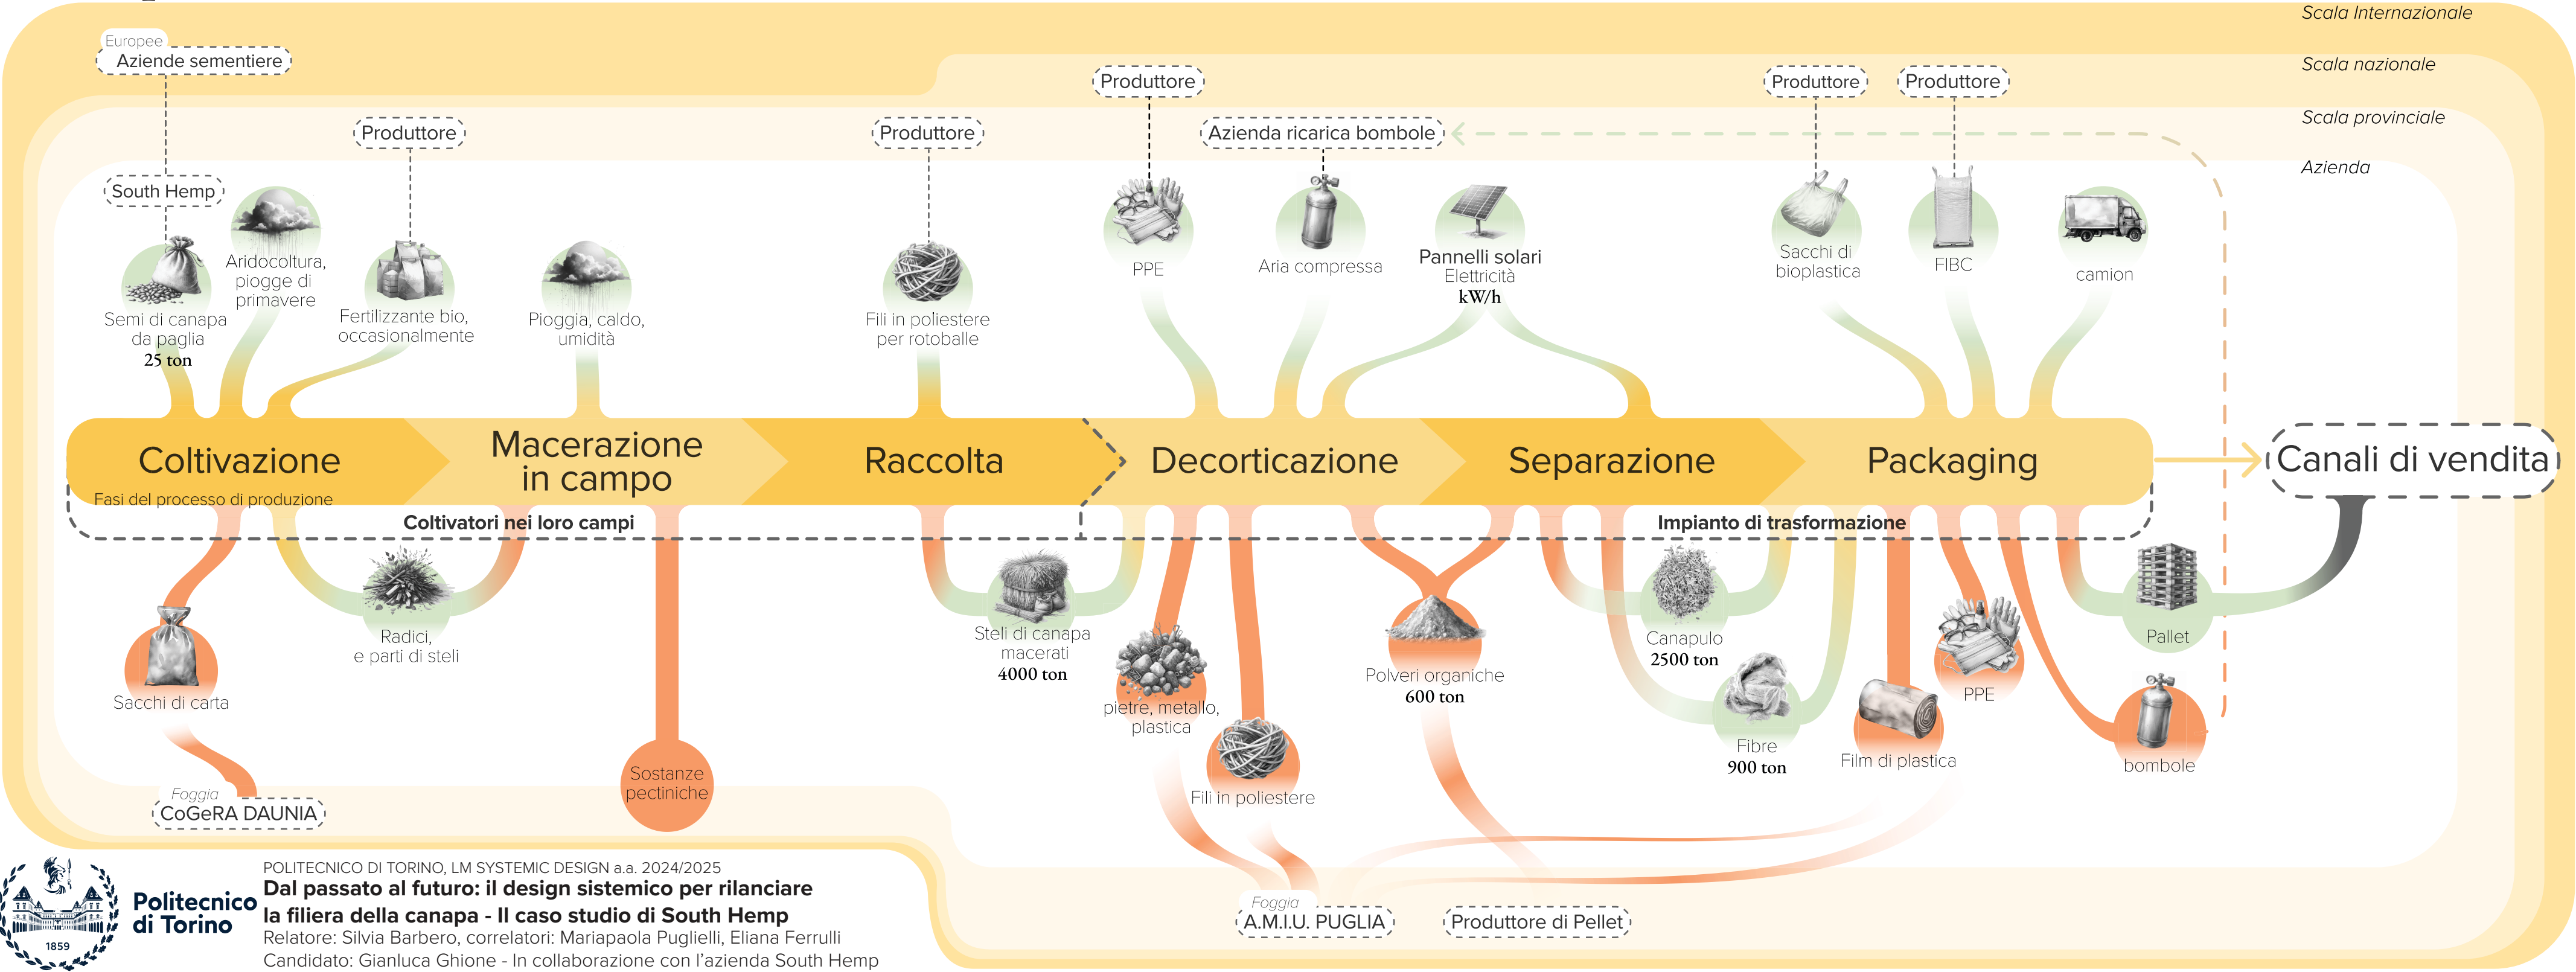 Scala Internazionale
Europee
Aziende sementiere
Scala nazionale
Produttore
Produttore
Produttore
Scala provinciale
Produttore
Produttore
Azienda ricarica bombole
Azienda
South Hemp
Aridocoltura,
piogge di
primavere
Semi di canapa
da paglia
25 ton
Fertilizzante bio,
occasionalmente
Pioggia, caldo,
umidità
Fili in poliestere
per rotoballe
PPE
Aria compressa
Pannelli solari
Elettricità
kW/h
Sacchi di
bioplastica
FIBC
camion
Coltivazione
Fasi del processo di produzione
Macerazione
in campo
Raccolta
Decorticazione
Separazione
Packaging
Canali di vendita
Coltivatori nei loro campi
Impianto di trasformazione
Sacchi di carta
Radici,
e parti di steli
Sostanze
pectiniche
Steli di canapa
macerati
4000 ton
pietre, metallo,
plastica
Fili in poliestere
Polveri organiche
600 ton
Canapulo
2500 ton
Fibre
900 ton
Film di plastica
PPE
Pallet
bombole
Foggia
CoGeRA DAUNIA
Foggia
A.M.I.U. PUGLIA
Produttore di Pellet
1859
Politecnico
di Torino
POLITECNICO DI TORINO, LM SYSTEMIC DESIGN a.a. 2024/2025
Dal passato al futuro: il design sistemico per rilanciare
la filiera della canapa - Il caso studio di South Hemp
Relatore: Silvia Barbero, correlatori: Mariapaola Puglielli, Eliana Ferrulli
Candidato: Gianluca Ghione - In collaborazione con l'azienda South Hemp